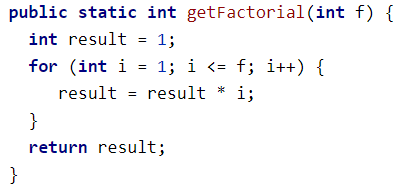 public static int getFactorial(int f) {
  int result = 1;
  for (int i = 1; i <= f; i++) {
     result = result * i;
  }
  return result;
}